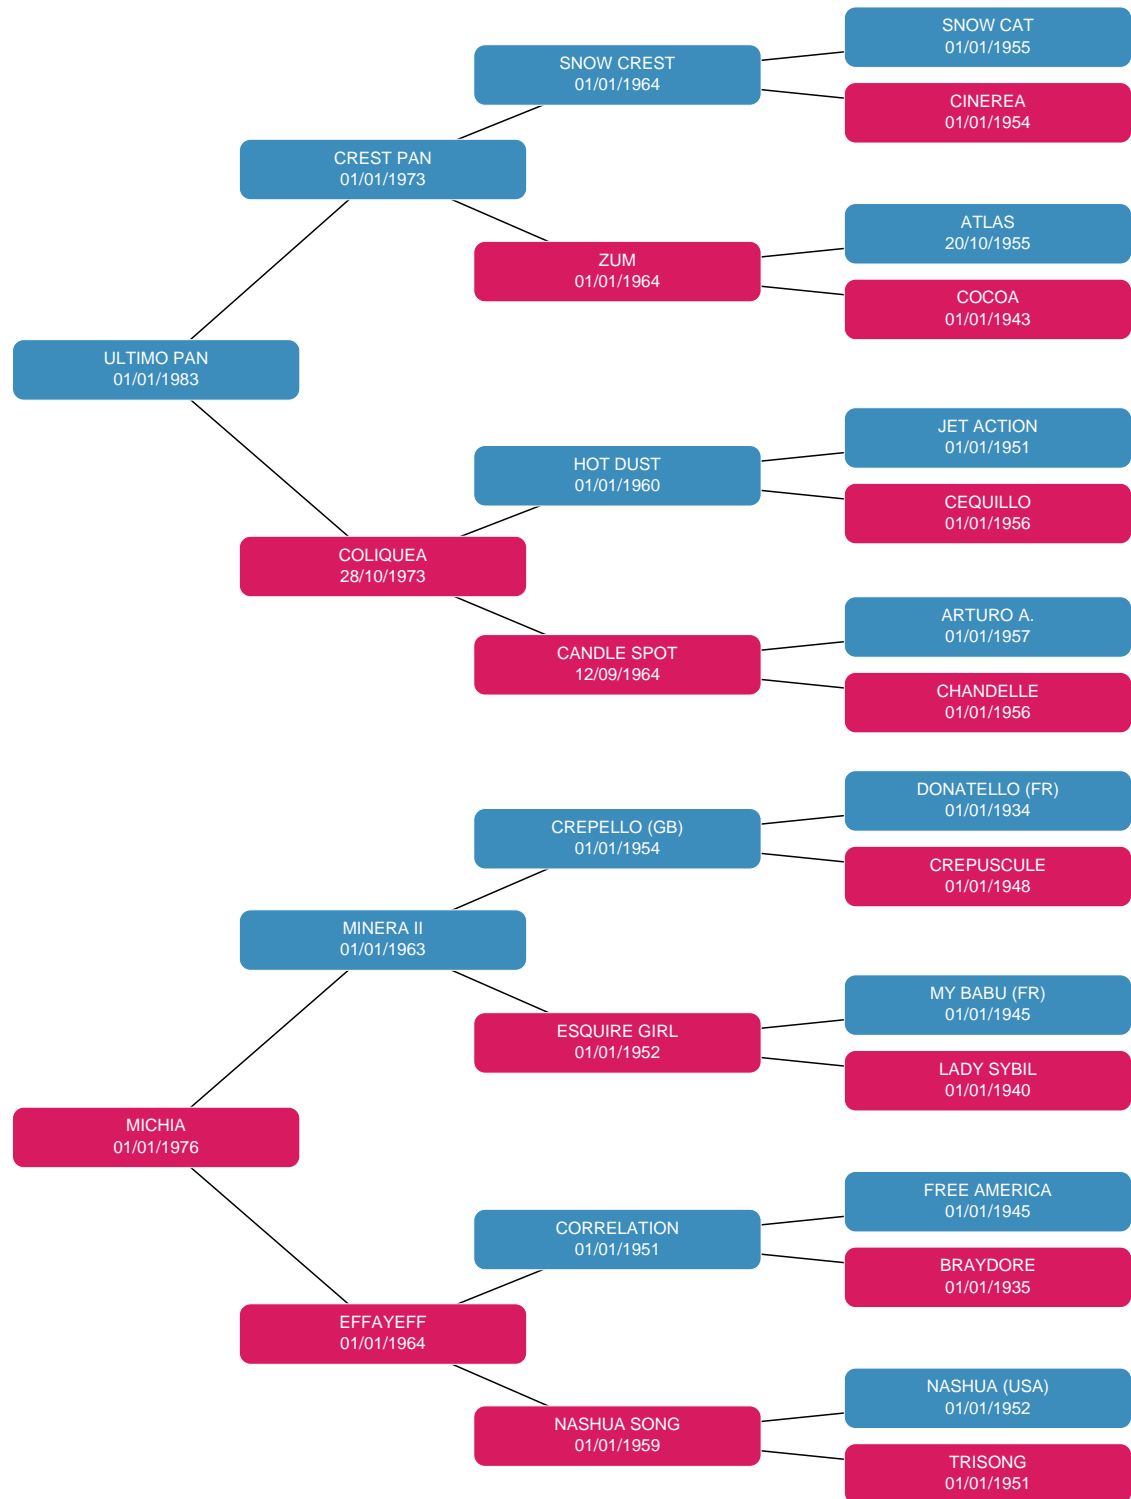 SNOW CAT
01/01/1955
SNOW CREST
01/01/1964
CINEREA
01/01/1954
CREST PAN
01/01/1973
ATLAS
20/10/1955
ZUM
01/01/1964
COCOA
01/01/1943
ULTIMO PAN
01/01/1983
JET ACTION
01/01/1951
HOT DUST
01/01/1960
CEQUILLO
01/01/1956
COLIQUEA
28/10/1973
ARTURO A.
01/01/1957
CANDLE SPOT
12/09/1964
CHANDELLE
01/01/1956
DONATELLO (FR)
01/01/1934
CREPELLO (GB)
01/01/1954
CREPUSCULE
01/01/1948
MINERA II
01/01/1963
MY BABU (FR)
01/01/1945
ESQUIRE GIRL
01/01/1952
LADY SYBIL
01/01/1940
MICHIA
01/01/1976
FREE AMERICA
01/01/1945
CORRELATION
01/01/1951
BRAYDORE
01/01/1935
EFFAYEFF
01/01/1964
NASHUA (USA)
01/01/1952
NASHUA SONG
01/01/1959
TRISONG
01/01/1951